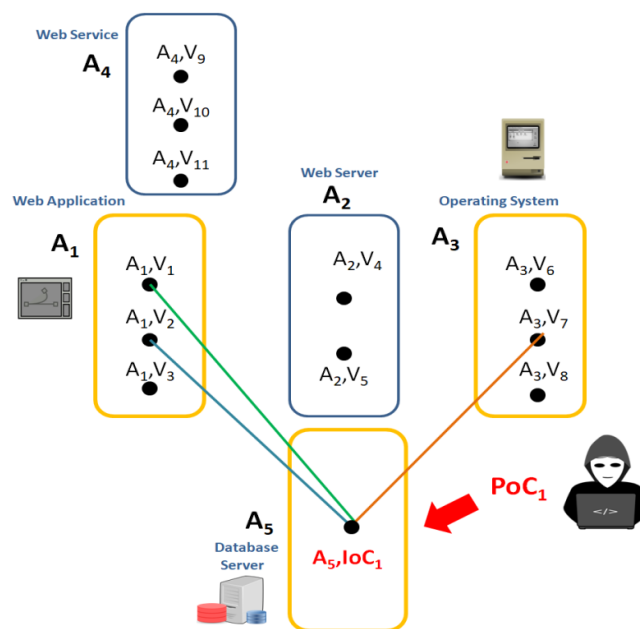 Web Service
A₄
A₄,V₉
A₄,V₁₀
A₄,V₁₁
Web Application
A₁
A₁,V₁
A₁,V₂
A₁,V₃
Web Server
A₂
A₂,V₄
A₂,V₅
Operating System
A₃
A₃,V₆
A₃,V₇
A₃,V₈
PoC₁
</>
A₅
Database
Server
A₅,IoC₁